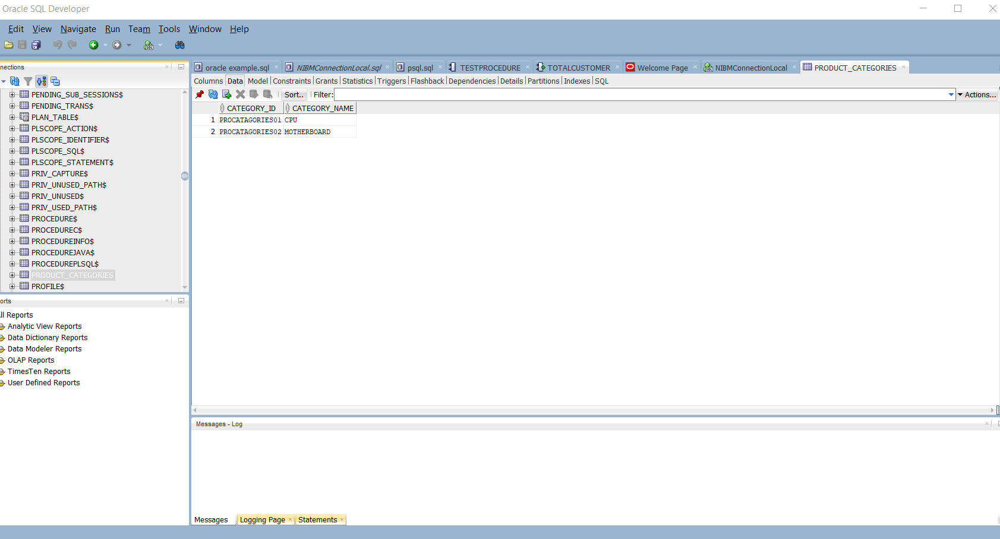 Oracle SQL Developer
Edit View Navigate Run Team Tools Window Help
nections
PENDING_SUB_SESSIONS$
PENDING_TRANS$
PLAN_TABLE$
PLSCOPE_ACTION$
PLSCOPE_IDENTIFIER$
PLSCOPE_SQL$
PLSCOPE_STATEMENT$
PRIV_CAPTURE$
PRIV_UNUSED_PATH$
PRIV_UNUSED$
PRIV_USED_PATH$
PROCEDURE$
PROCEDUREC$
PROCEDUREINFO$
PROCEDUREJAVA$
PROCEDUREPLSQL$
PRODUCT_CATEGORIES
PROFILE$
orts
ll Reports
Analytic View Reports
Data Dictionary Reports
Data Modeler Reports
OLAP Reports
TimesTen Reports
User Defined Reports
oracle example.sql NIBMConnectionLocal.sql psql.sql TESTPROCEDURE TOTALCUSTOMER Welcome Page NIBMConnectionLocal PRODUCT_CATEGORIES
Columns Data Model Constraints Grants Statistics Triggers Flashback Dependencies Details Partitions Indexes SQL
Sort.. Filter: Actions...
CATEGORY_ID CATEGORY_NAME
1 PROCATAGORIES01 CPU
2 PROCATAGORIES02 MOTHERBOARD
Messages - Log
Messages Logging Page Statements